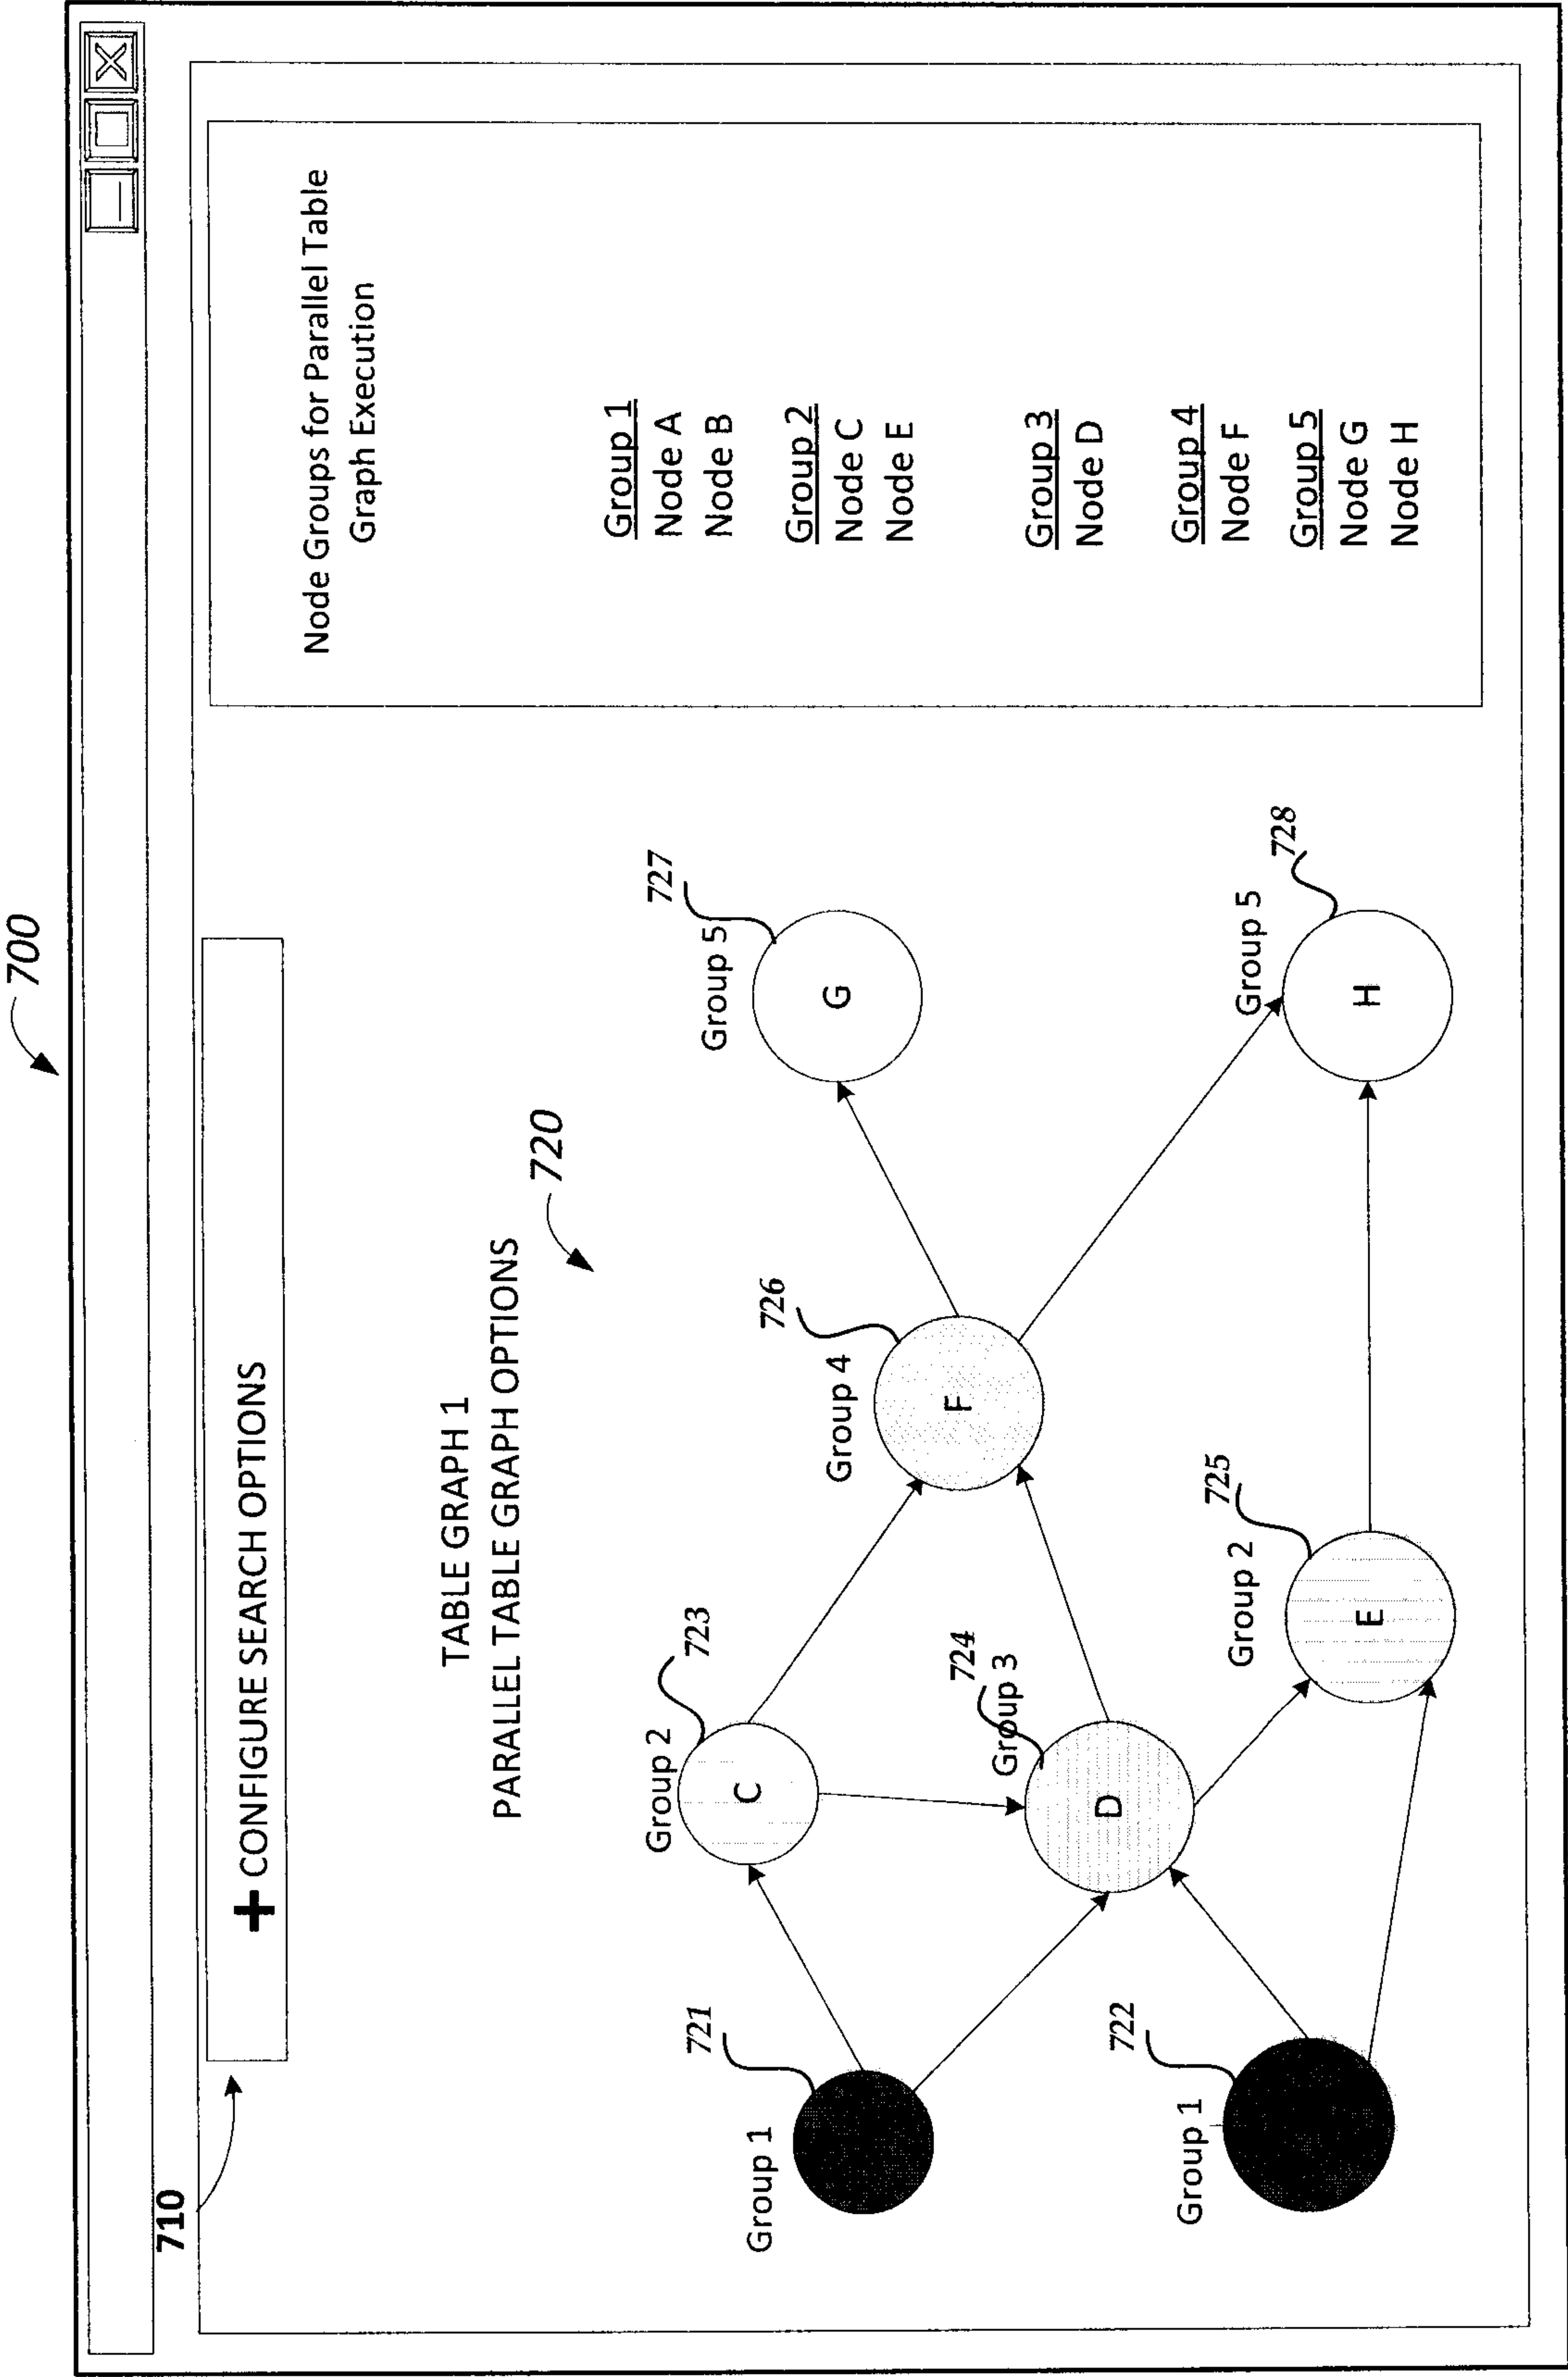 700
710
+ CONFIGURE SEARCH OPTIONS
TABLE GRAPH 1
PARALLEL TABLE GRAPH OPTIONS
720
Group 1
721
Group 1
722
Group 2
723
C
Group 3
724
D
Group 2
725
E
Group 4
726
F
Group 5
727
G
Group 5
728
H
Node Groups for Parallel Table
Graph Execution
Group 1
Node A
Node B
Group 2
Node C
Node E
Group 3
Node D
Group 4
Node F
Group 5
Node G
Node H